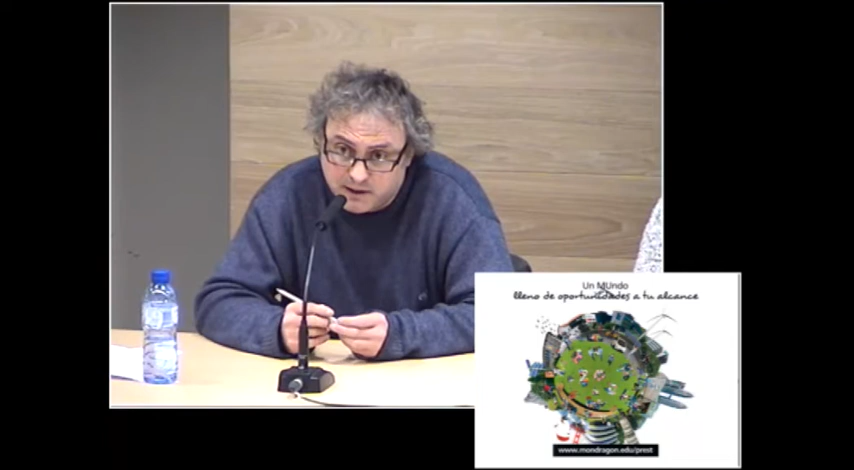 Un MUndo
lleno de oportunidades a tu alcance
www.mondragon.edu/prest